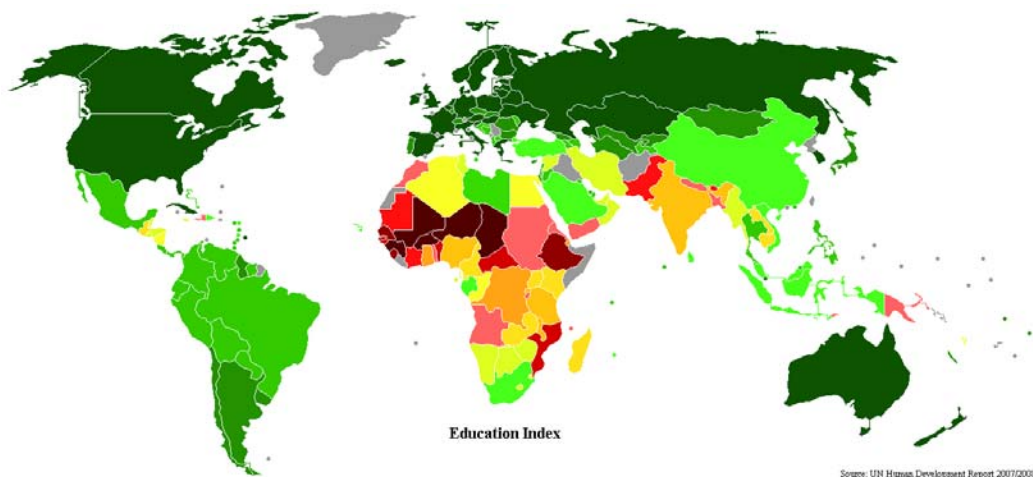 Education Index
Source: UN Human Development Report 2007/2008